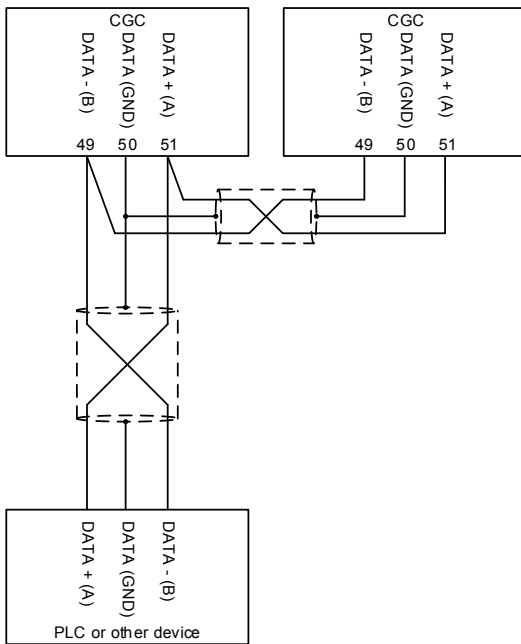 CGC
DATA - (B)
DATA (GND)
DATA + (A)
49 50 51
CGC
DATA - (B)
DATA (GND)
DATA + (A)
49 50 51
DATA + (A)
DATA (GND)
DATA - (B)
PLC or other device